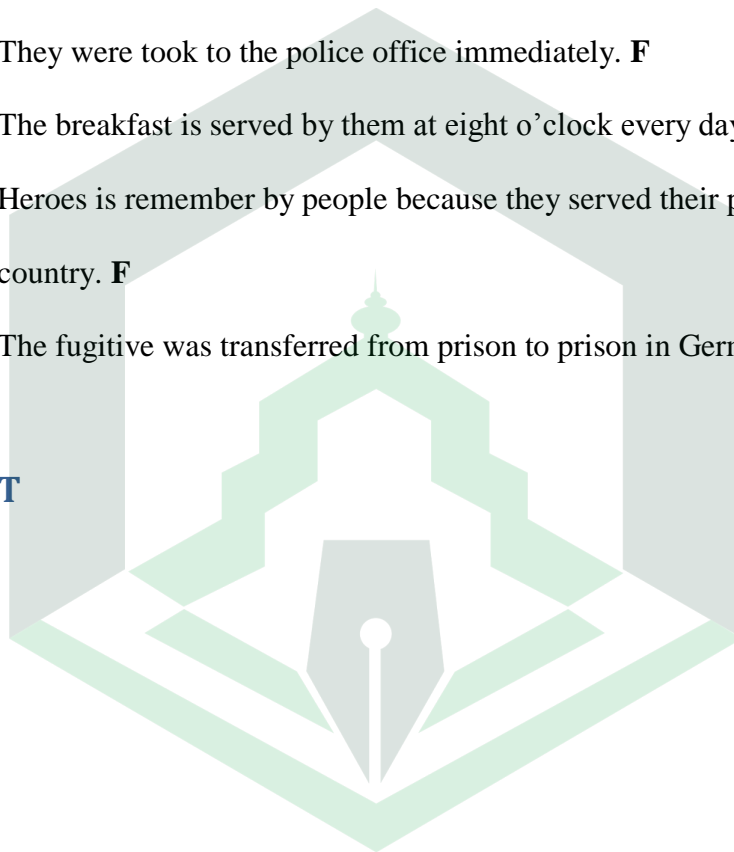 They were took to the police office immediately. F
The breakfast is served by them at eight o’clock every day
Heroes is remember by people because they served their
country. F
The fugitive was transferred from prison to prison in
T